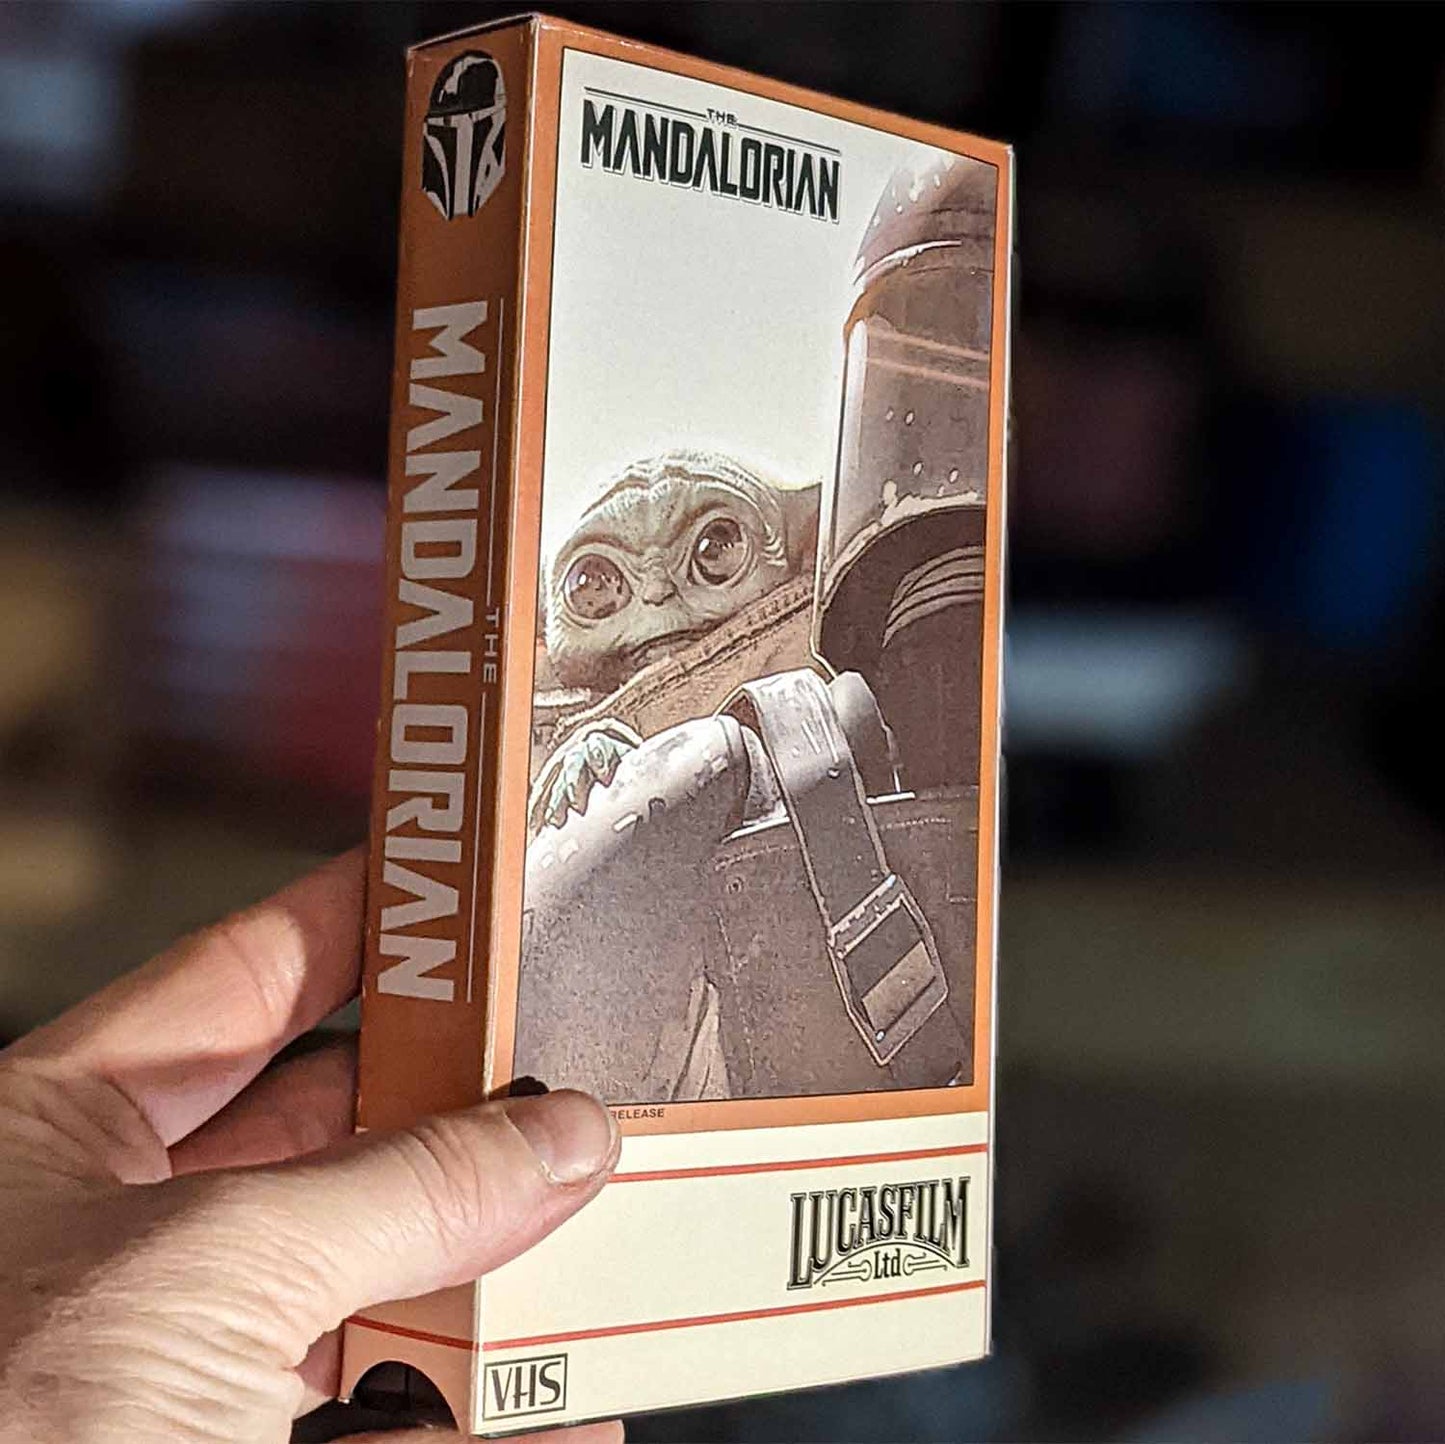 THE
MANDALORIAN
THE
MANDALORIAN
RELEASE
LUCASFILM
Ltd
VHS